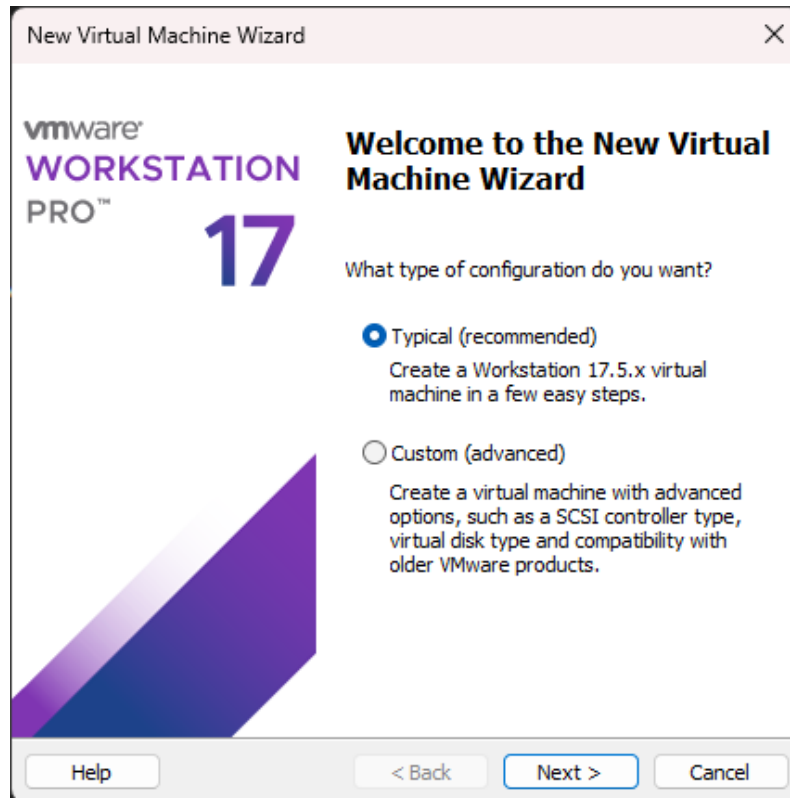 New Virtual Machine Wizard
vmware®
WORKSTATION
PRO™
17
Welcome to the New Virtual
Machine Wizard
What type of configuration do you want?
Typical (recommended)
Create a Workstation 17.5.x virtual
machine in a few easy steps.
Custom (advanced)
Create a virtual machine with advanced
options, such as a SCSI controller type,
virtual disk type and compatibility with
older VMware products.
Help
< Back
Next >
Cancel